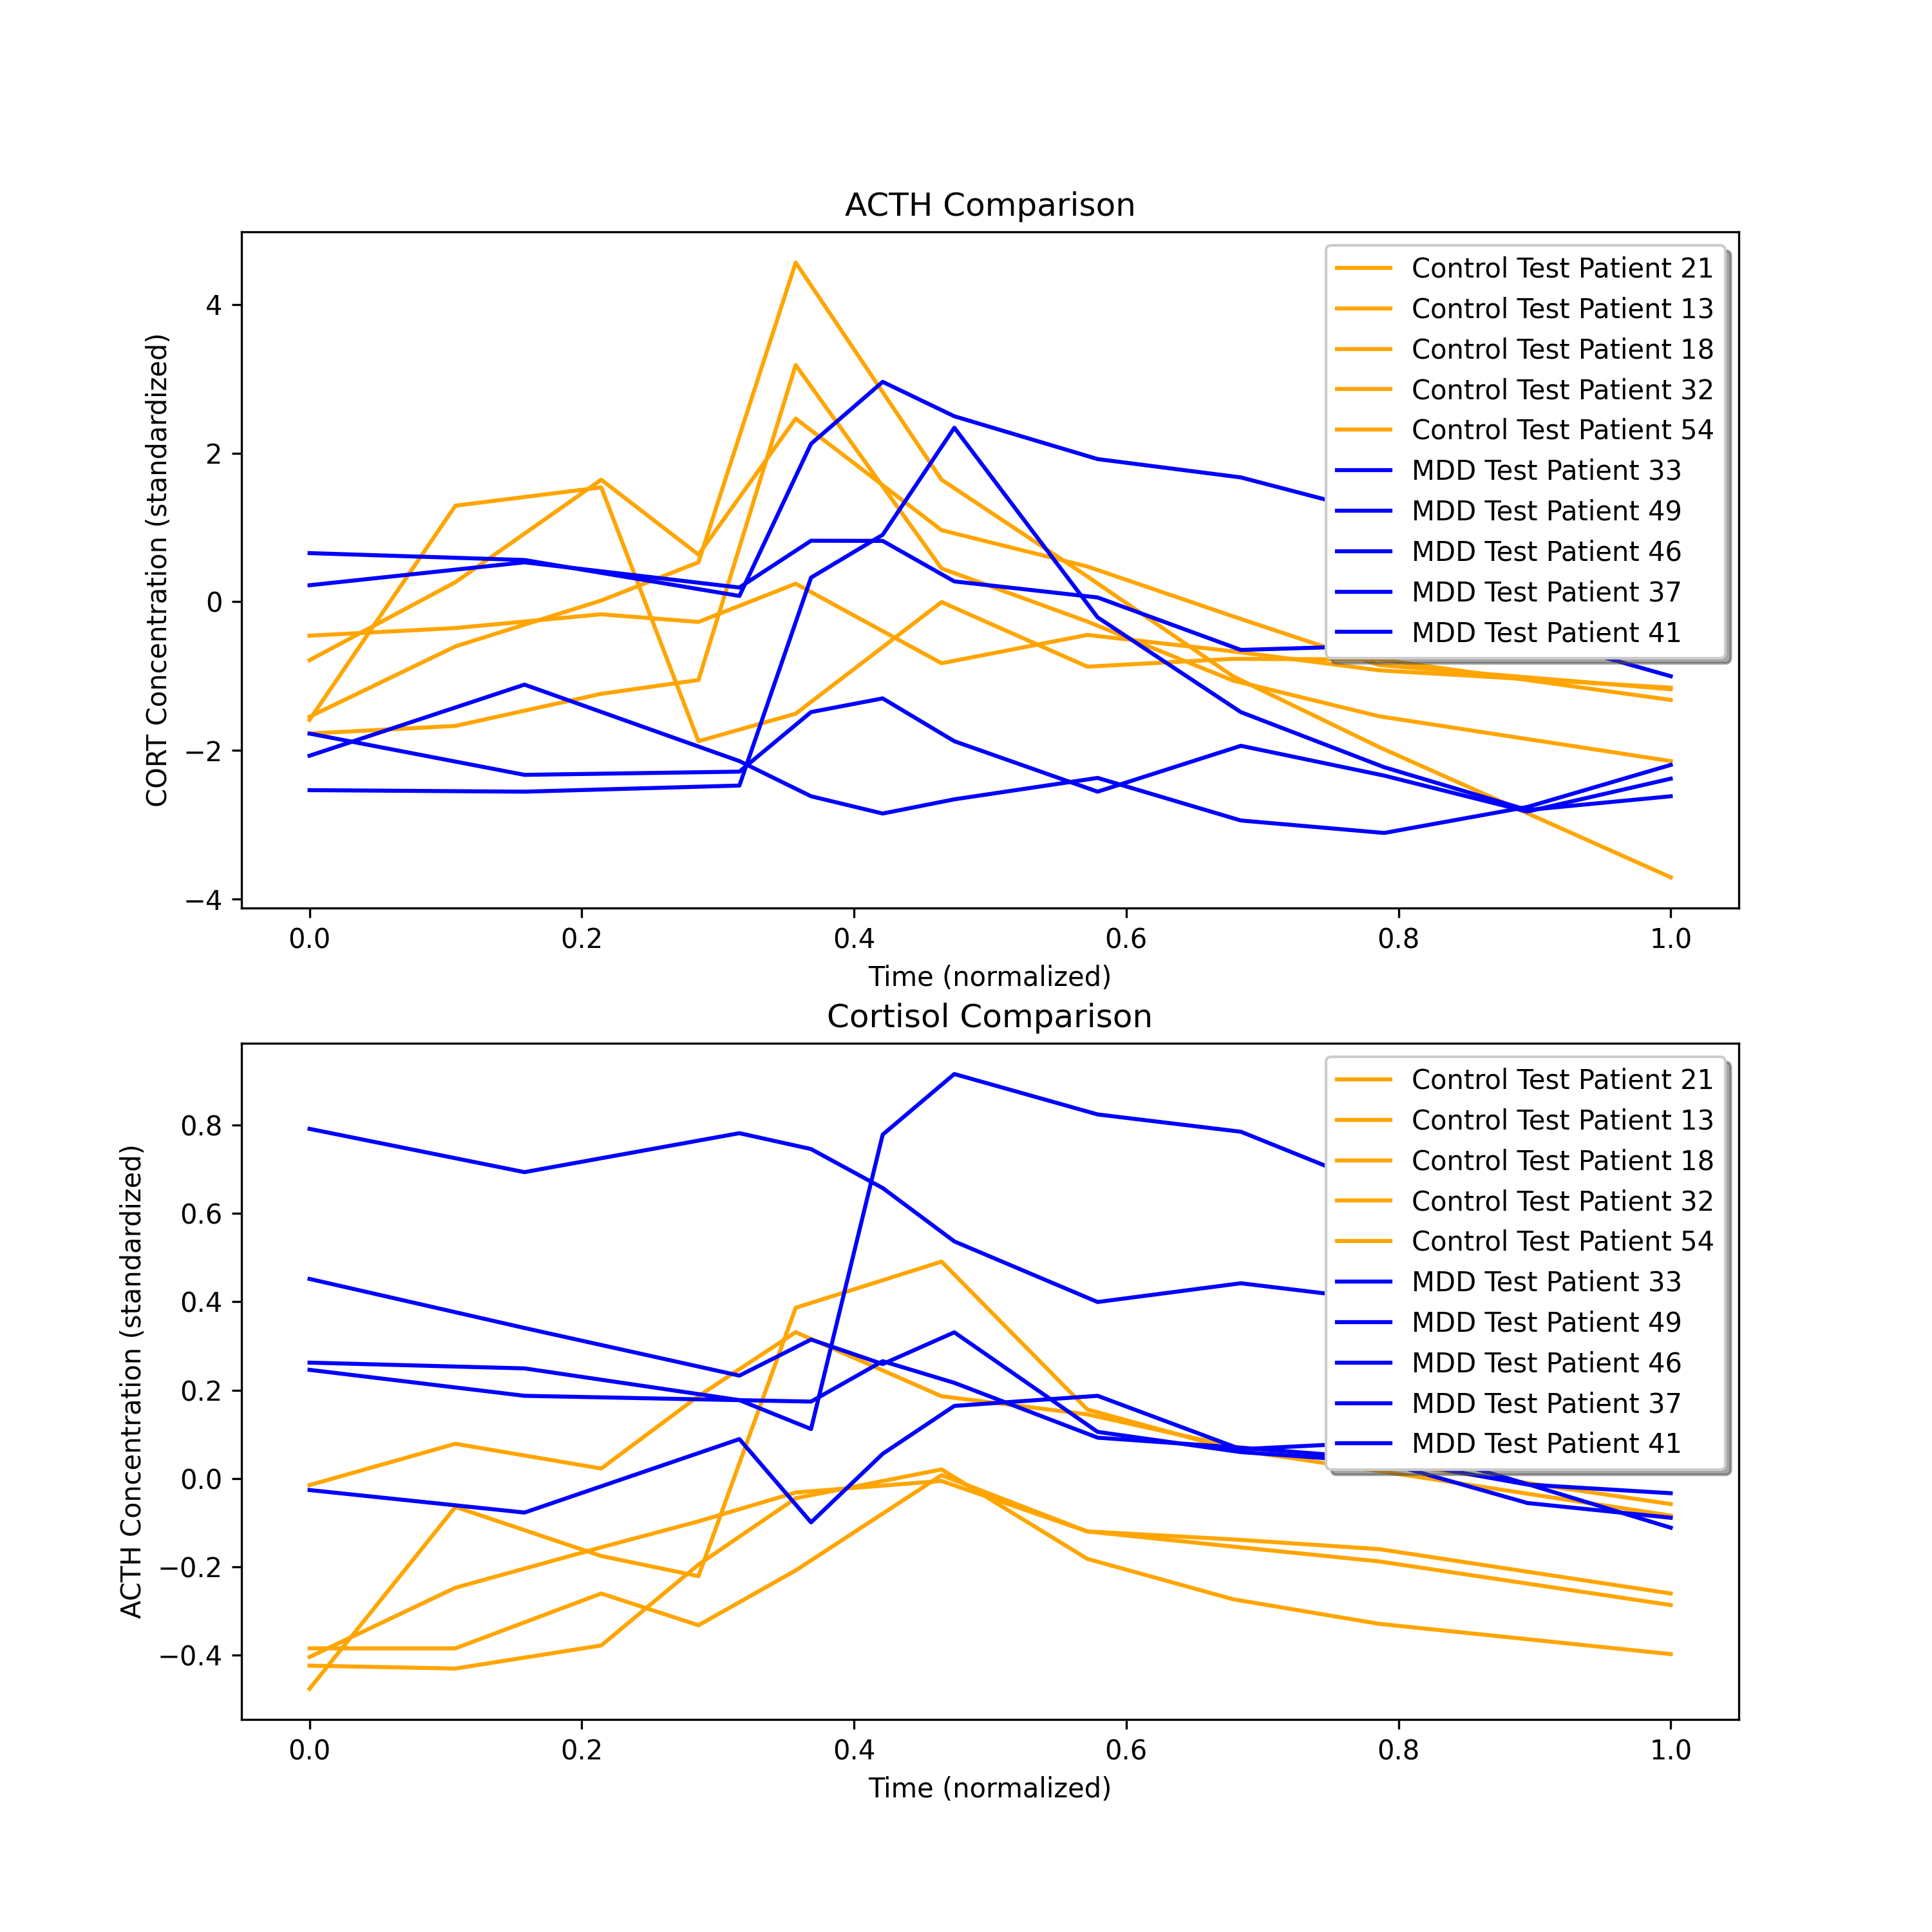 ACTH Comparison
CORT Concentration (standardized)
4
2
0
−2
−4
Control Test Patient 21
Control Test Patient 13
Control Test Patient 18
Control Test Patient 32
Control Test Patient 54
MDD Test Patient 33
MDD Test Patient 49
MDD Test Patient 46
MDD Test Patient 37
MDD Test Patient 41
0.0 0.2 0.4 0.6 0.8 1.0
Time (normalized)
Cortisol Comparison
ACTH Concentration (standardized)
0.8
0.6
0.4
0.2
0.0
−0.2
−0.4
Control Test Patient 21
Control Test Patient 13
Control Test Patient 18
Control Test Patient 32
Control Test Patient 54
MDD Test Patient 33
MDD Test Patient 49
MDD Test Patient 46
MDD Test Patient 37
MDD Test Patient 41
0.0 0.2 0.4 0.6 0.8 1.0
Time (normalized)